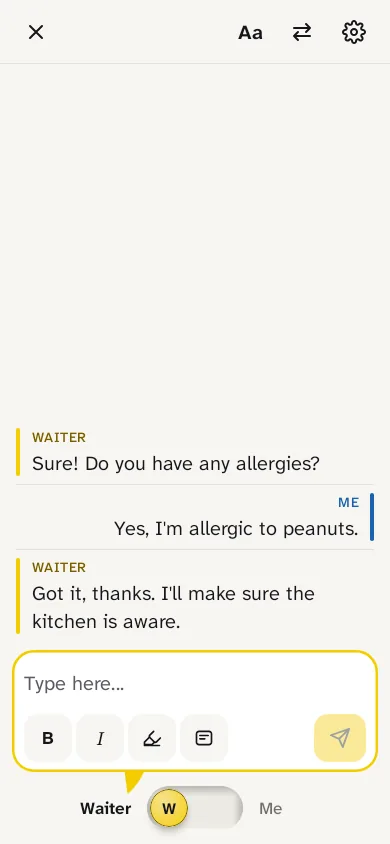 Aa
WAITER
Sure! Do you have any allergies?
ME
Yes, I'm allergic to peanuts.
WAITER
Got it, thanks. I'll make sure the
kitchen is aware.
Type here...
B I
Waiter W Me